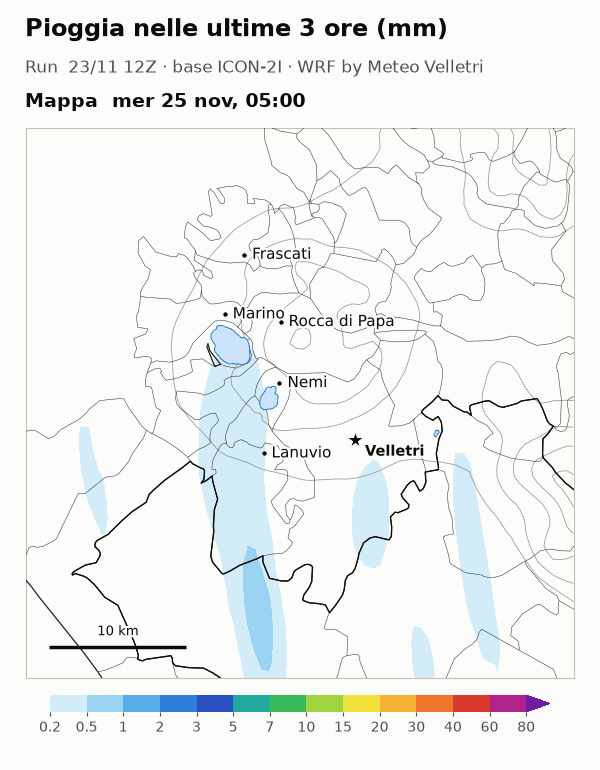 Pioggia nelle ultime 3 ore (mm)
Run  23/11 12Z · base ICON-2I · WRF by Meteo Velletri
Mappa  mer 25 nov, 05:00
Frascati
Marino
Rocca di Papa
Nemi
Velletri
Lanuvio
10 km
0.2 0.5 1 2 3 5 7 10 15 20 30 40 60 80